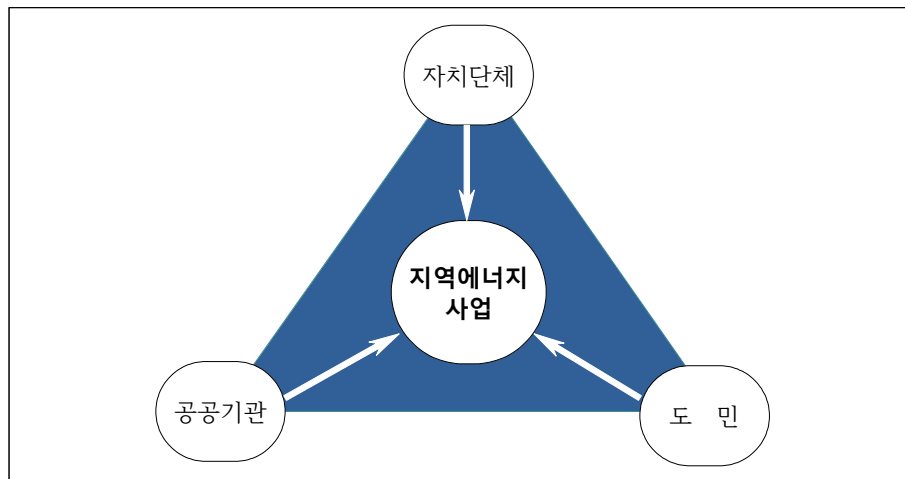 자치단체
지역에너지
사업
공공기관
도 민